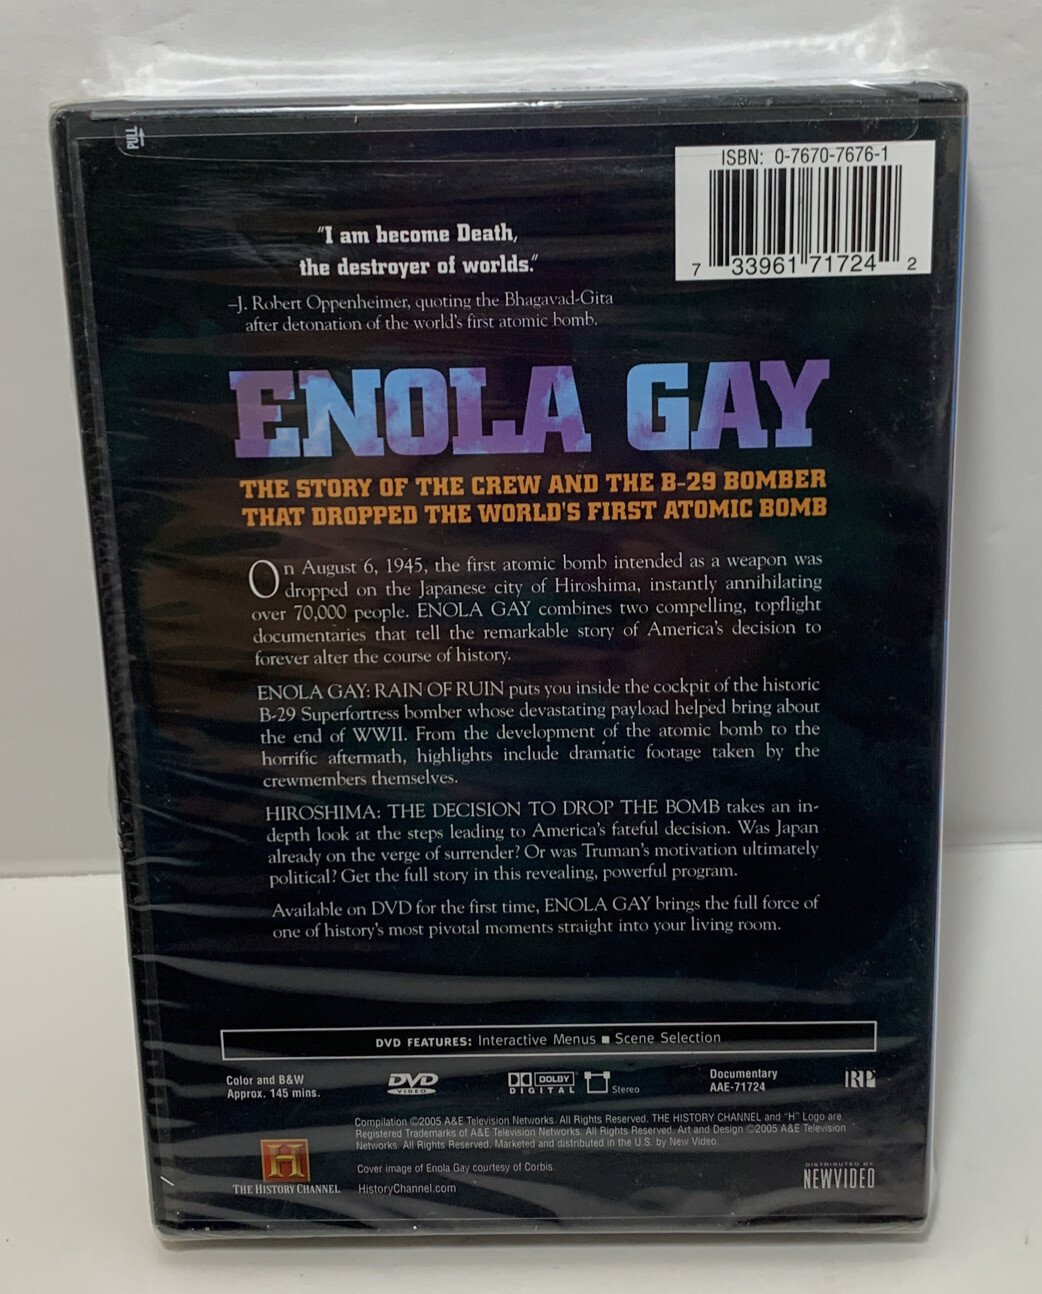 PULL
ISBN: 0-7670-7676-1
7 33961 71724 2
"I am become Death,
the destroyer of worlds."
–J. Robert Oppenheimer, quoting the Bhagavad-Gita
after detonation of the world's first atomic bomb.
ENOLA GAY
THE STORY OF THE CREW AND THE B-29 BOMBER
THAT DROPPED THE WORLD'S FIRST ATOMIC BOMB
On August 6, 1945, the first atomic bomb intended as a weapon was
dropped on the Japanese city of Hiroshima, instantly annihilating
over 70,000 people. ENOLA GAY combines two compelling, topflight
documentaries that tell the remarkable story of America's decision to
forever alter the course of history.
ENOLA GAY: RAIN OF RUIN puts you inside the cockpit of the historic
B-29 Superfortress bomber whose devastating payload helped bring about
the end of WWII. From the development of the atomic bomb to the
horrific aftermath, highlights include dramatic footage taken by the
crewmembers themselves.
HIROSHIMA: THE DECISION TO DROP THE BOMB takes an in-
depth look at the steps leading to America's fateful decision. Was Japan
already on the verge of surrender? Or was Truman's motivation ultimately
political? Get the full story in this revealing, powerful program.
Available on DVD for the first time, ENOLA GAY brings the full force of
one of history's most pivotal moments straight into your living room.
DVD FEATURES: Interactive Menus ■ Scene Selection
Color and B&W
Approx. 145 mins.
DVD
VIDEO
DOLBY
DIGITAL
Stereo
Documentary
AAE-71724
IRP
Compilation ©2005 A&E Television Networks. All Rights Reserved. THE HISTORY CHANNEL and "H" Logo are
Registered Trademarks of A&E Television Networks. All Rights Reserved. Art and Design ©2005 A&E Television
Networks. All Rights Reserved. Marketed and distributed in the U.S. by New Video.
H
THE HISTORY CHANNEL
Cover image of Enola Gay courtesy of Corbis.
HistoryChannel.com
DISTRIBUTED BY
NEWVIDEO